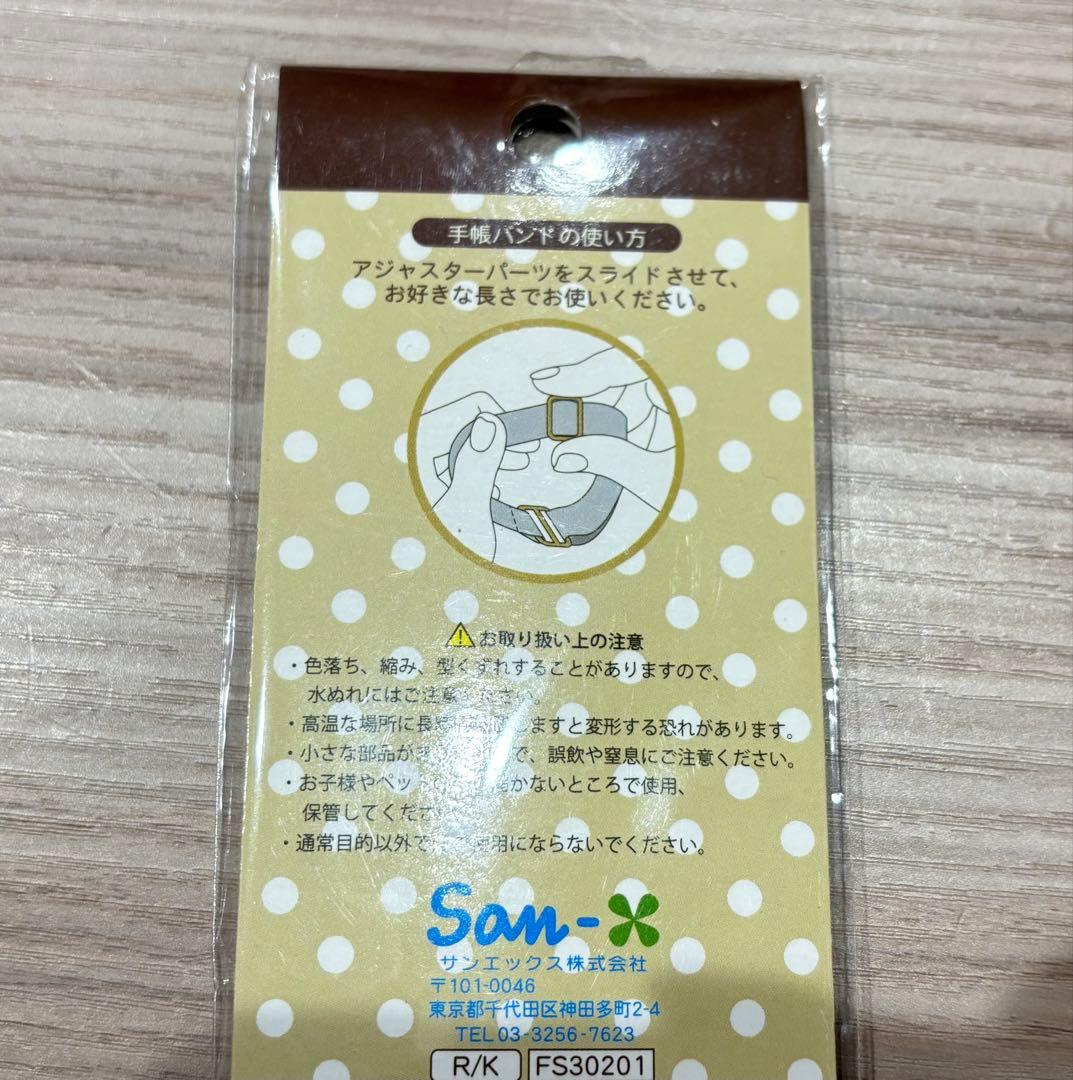 手帳バンドの使い方
アジャスターパーツをスライドさせて、
お好きな長さでお使いください。
お取り扱い上の注意
・色落ち、縮み、型くずれすることがありますので、
水ぬれにはご注意ください。
・高温な場所に長 しますと変形する恐れがあります。
・小さな部品が で、誤飲や窒息にご注意ください。
・お子様やペッ かないところで使用、
保管してくださ
・通常目的以外で 使用にならないでください。
San-X
サンエックス株式会社
〒101-0046
東京都千代田区神田多町2-4
TEL 03-3256-7623
R/K FS30201